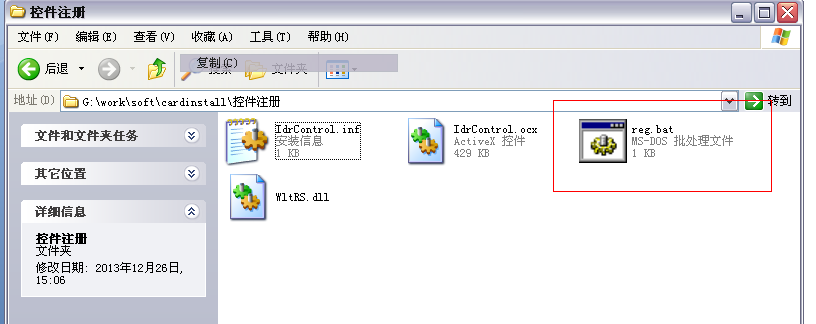 控件注册
文件(F) 编辑(E) 查看(V) 收藏(A) 工具(T) 帮助(H)
后退 复制(C) 搜索 文件夹
地址(D) G:\work\soft\cardinstall\控件注册 转到
文件和文件夹任务
其它位置
详细信息
控件注册
文件夹
修改日期: 2013年12月26日,
15:06
IdrControl.inf
安装信息
1 KB
IdrControl.ocx
ActiveX 控件
429 KB
reg.bat
MS-DOS 批处理文件
1 KB
WltRS.dll